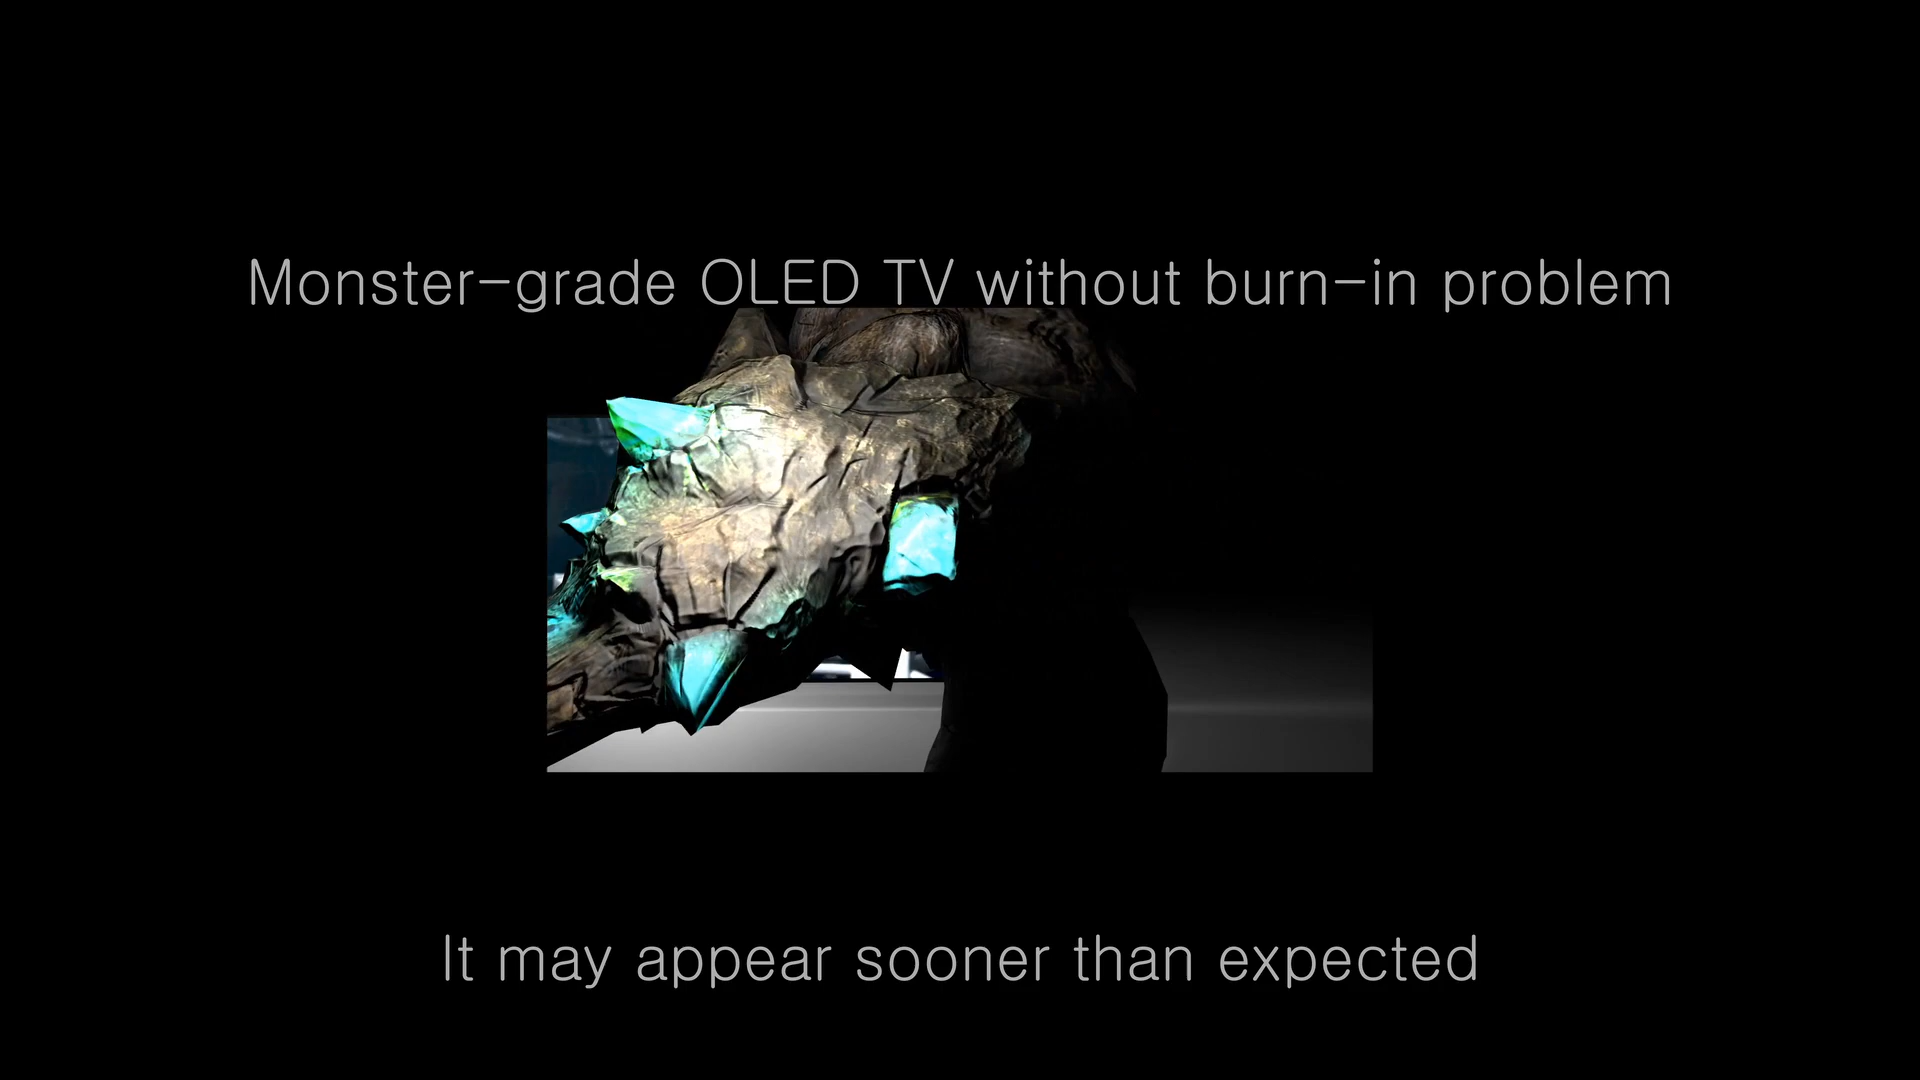 Monster-grade OLED TV without burn-in problem
It may appear sooner than expected